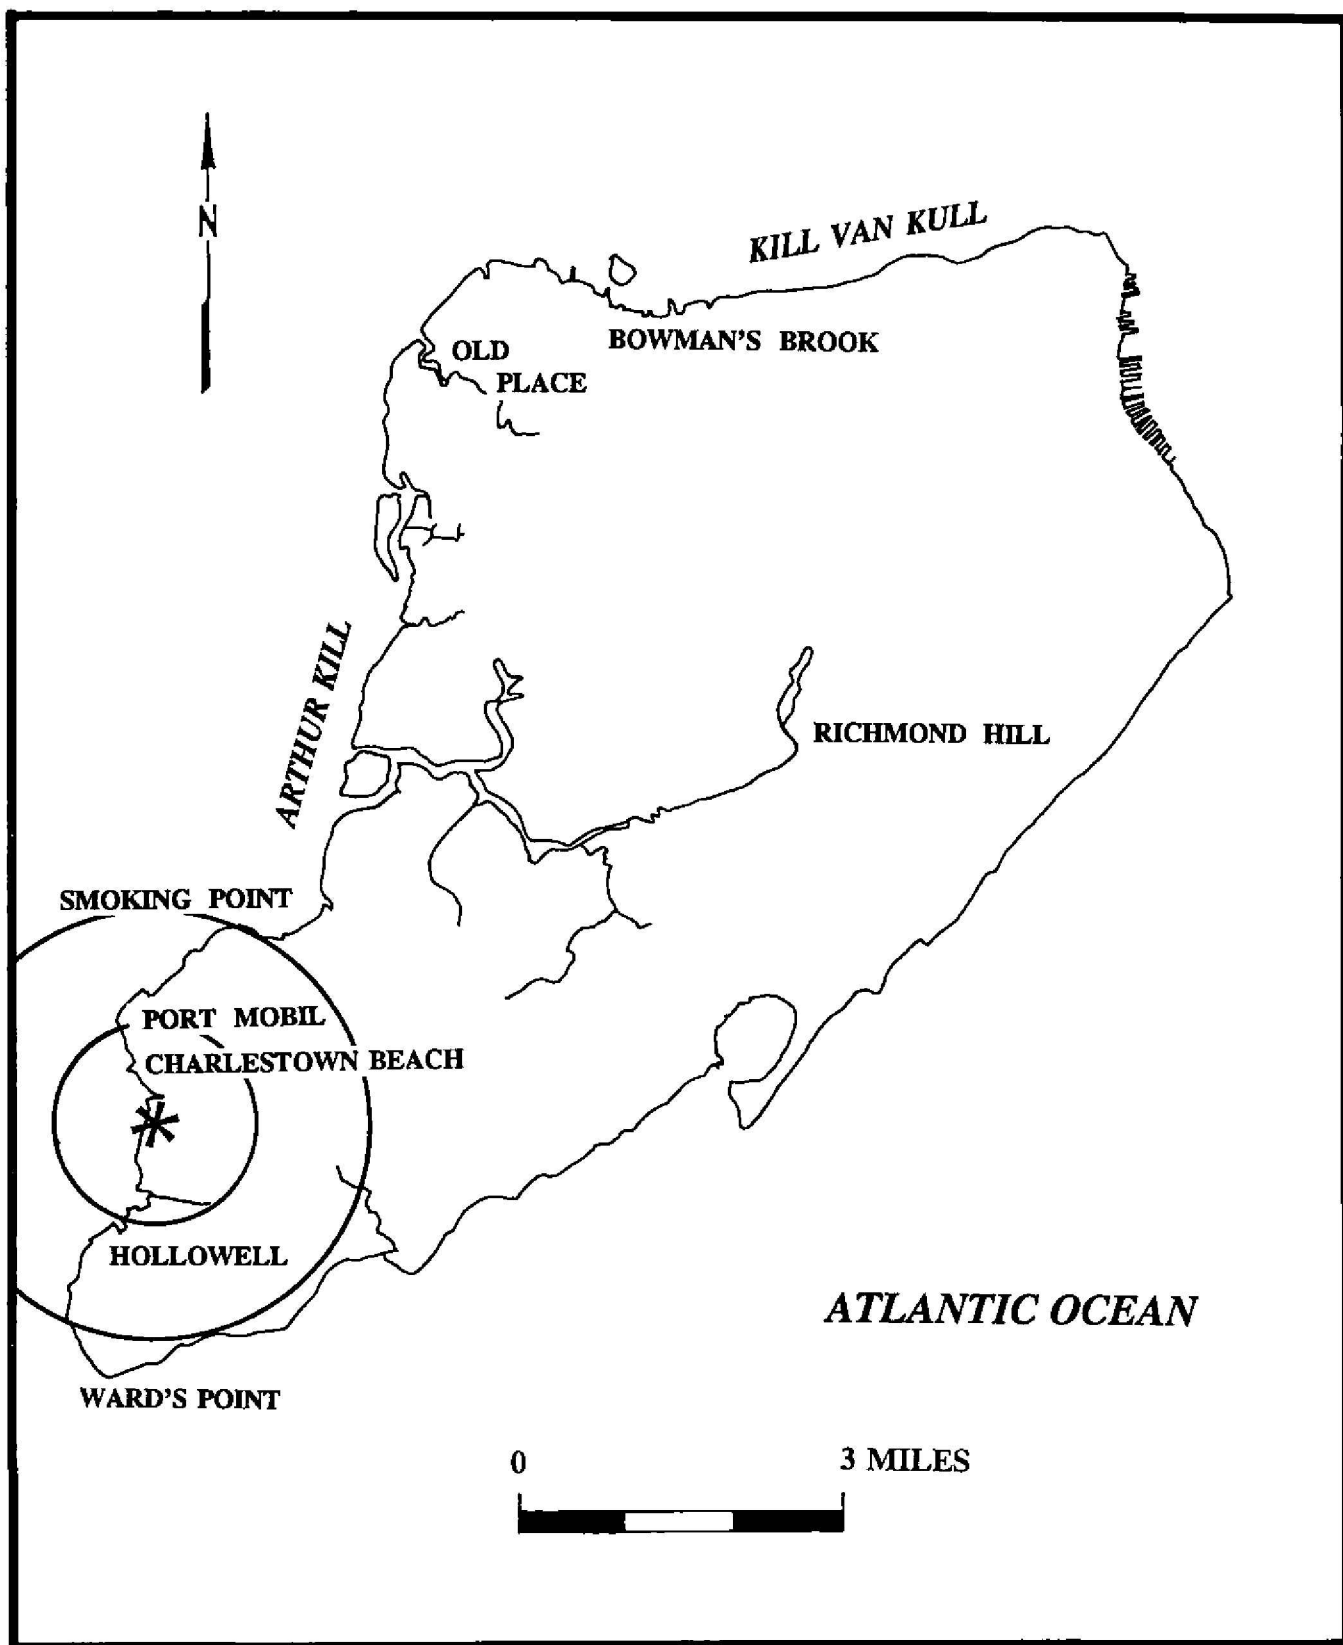 N
KILL VAN KULL
OLD
PLACE
BOWMAN'S BROOK
ARTHUR KILL
RICHMOND HILL
SMOKING POINT
PORT MOBIL
CHARLESTOWN BEACH
HOLLOWELL
ATLANTIC OCEAN
WARD'S POINT
0 3 MILES